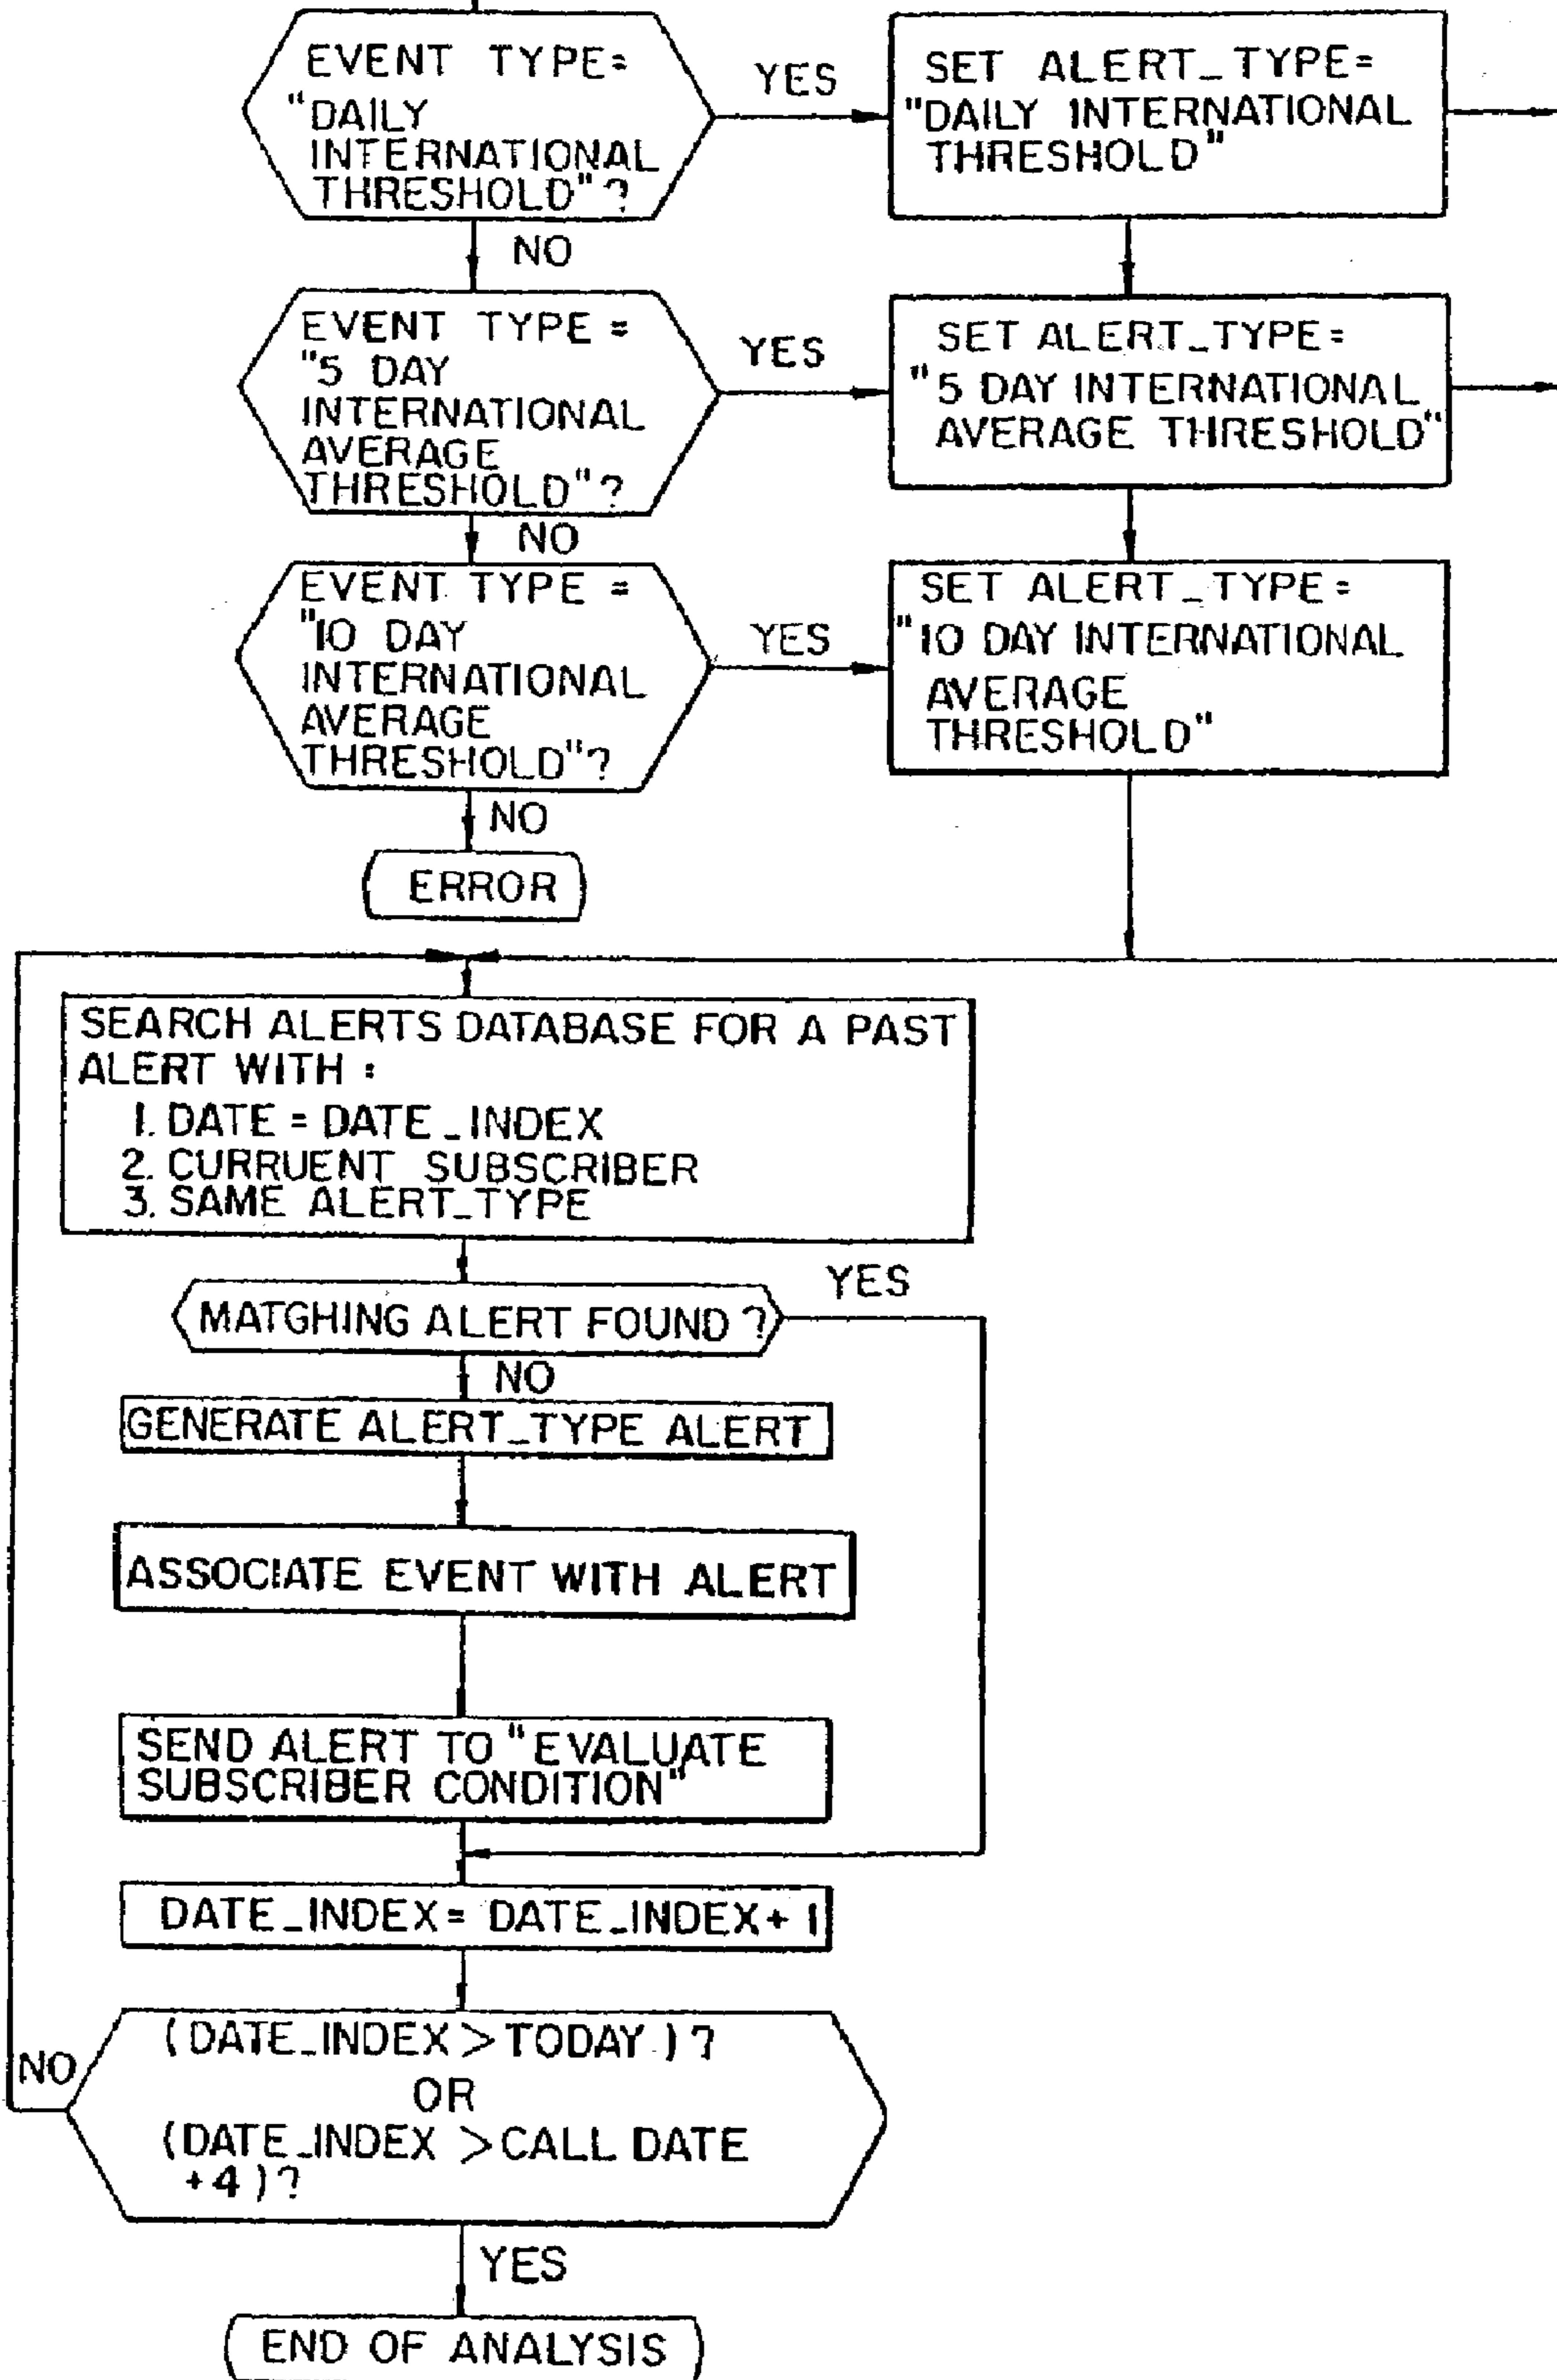 EVENT TYPE=
"DAILY
INTERNATIONAL
THRESHOLD"?
YES
SET ALERT_TYPE=
"DAILY INTERNATIONAL
THRESHOLD"
NO
EVENT TYPE =
"5 DAY
INTERNATIONAL
AVERAGE
THRESHOLD"?
YES
SET ALERT_TYPE=
"5 DAY INTERNATIONAL
AVERAGE THRESHOLD"
NO
EVENT TYPE =
"10 DAY
INTERNATIONAL
AVERAGE
THRESHOLD"?
YES
SET ALERT_TYPE=
"10 DAY INTERNATIONAL
AVERAGE
THRESHOLD"
NO
ERROR
SEARCH ALERTS DATABASE FOR A PAST
ALERT WITH :
1. DATE = DATE_INDEX
2. CURRUENT SUBSCRIBER
3. SAME ALERT_TYPE
MATGHING ALERT FOUND ?
YES
NO
GENERATE ALERT_TYPE ALERT
ASSOCIATE EVENT WITH ALERT
SEND ALERT TO "EVALUATE
SUBSCRIBER CONDITION"
DATE_INDEX= DATE_INDEX+ 1
(DATE_INDEX > TODAY )?
OR
(DATE_INDEX > CALL DATE
+4 )?
NO
YES
END OF ANALYSIS